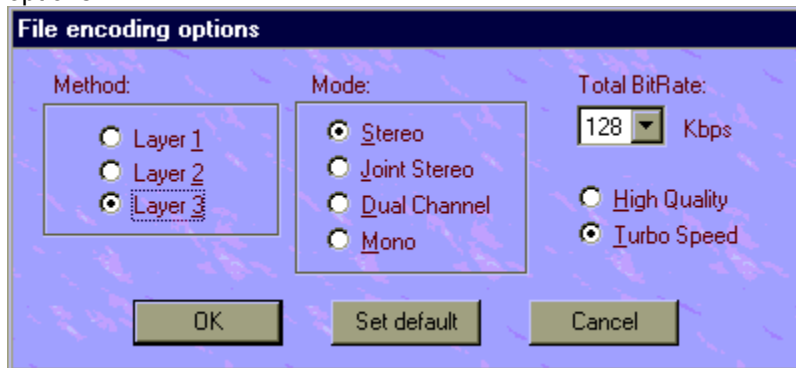 File encoding options
Method:
Layer 1
Layer 2
Layer 3
Mode:
Stereo
Joint Stereo
Dual Channel
Mono
Total BitRate:
128 Kbps
High Quality
Turbo Speed
OK
Set default
Cancel